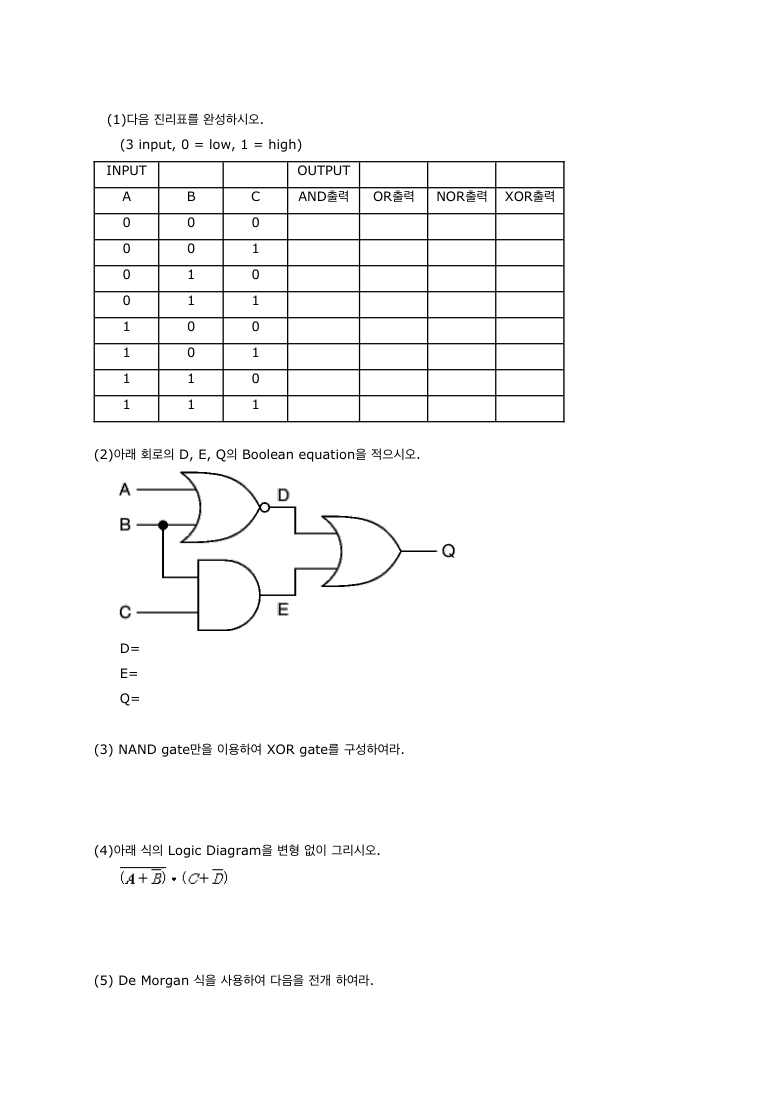 (1)다음 진리표를 완성하시오.
(3 input, 0 = low, 1 = high)
INPUT OUTPUT
A B C AND출력 OR출력 NOR출력 XOR출력
0 0 0
0 0 1
0 1 0
0 1 1
1 0 0
1 0 1
1 1 0
1 1 1
(2)아래 회로의 D, E, Q의 Boolean equation을 적으시오.
A
D
B
Q
E
C
D=
E=
Q=
(3) NAND gate만을 이용하여 XOR gate를 구성하여라.
(4)아래 식의 Logic Diagram을 변형 없이 그리시오.
$\overline{(A+\overline{B})} \cdot (C+\overline{D})$
(5) De Morgan 식을 사용하여 다음을 전개 하여라.